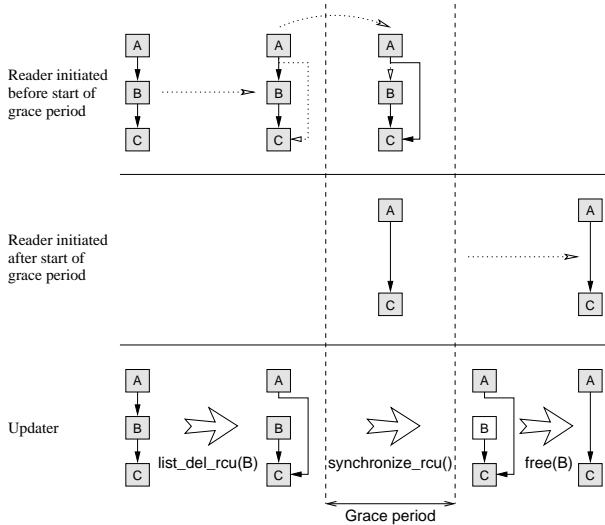 A
A
A
Reader initiated
before start of
grace period
B
B
B
C
C
C
A
A
Reader initiated
after start of
grace period
C
C
A
A
A
A
Updater
B
B
B
list_del_rcu(B)
synchronize_rcu()
free(B)
C
C
C
C
Grace period